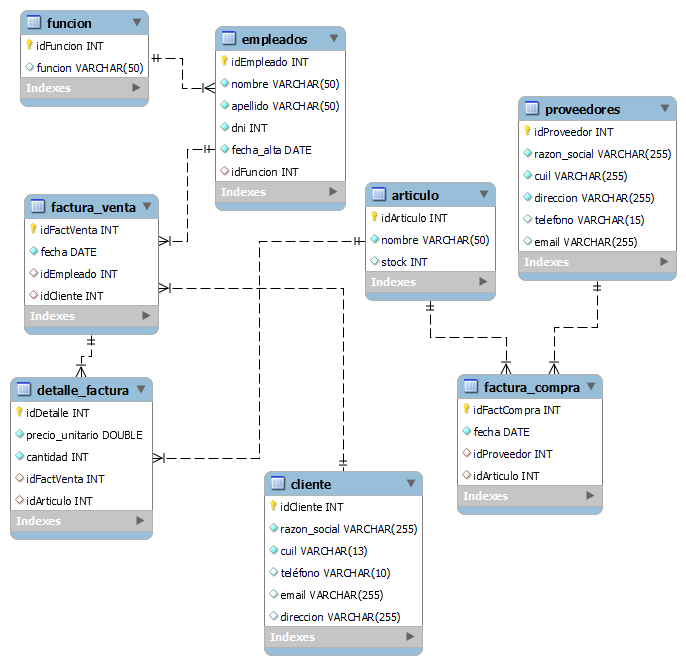 funcion
idFuncion INT
funcion VARCHAR(50)
Indexes
empleados
idEmpleado INT
nombre VARCHAR(50)
apellido VARCHAR(50)
dni INT
fecha_alta DATE
idFuncion INT
Indexes
proveedores
idProveedor INT
razon_social VARCHAR(255)
cuil VARCHAR(255)
direccion VARCHAR(255)
telefono VARCHAR(15)
email VARCHAR(255)
Indexes
factura_venta
idFactVenta INT
fecha DATE
idEmpleado INT
idCliente INT
Indexes
articulo
idArticulo INT
nombre VARCHAR(50)
stock INT
Indexes
detalle_factura
idDetalle INT
precio_unitario DOUBLE
cantidad INT
idFactVenta INT
idArticulo INT
Indexes
factura_compra
idFactCompra INT
fecha DATE
idProveedor INT
idArticulo INT
Indexes
cliente
idCliente INT
razon_social VARCHAR(255)
cuil VARCHAR(13)
teléfono VARCHAR(10)
email VARCHAR(255)
direccion VARCHAR(255)
Indexes